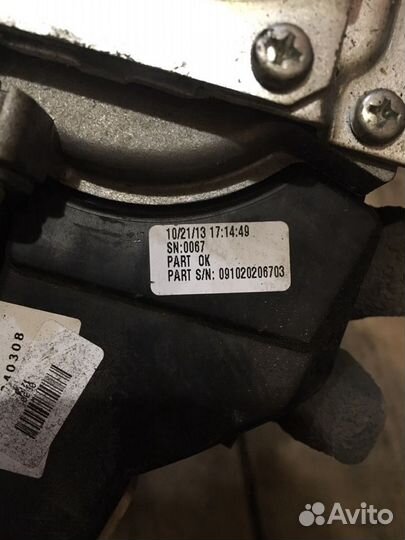 10/21/13 17:14:49
SN:0067
PART OK
PART S/N: 091020206703
40308
Avito